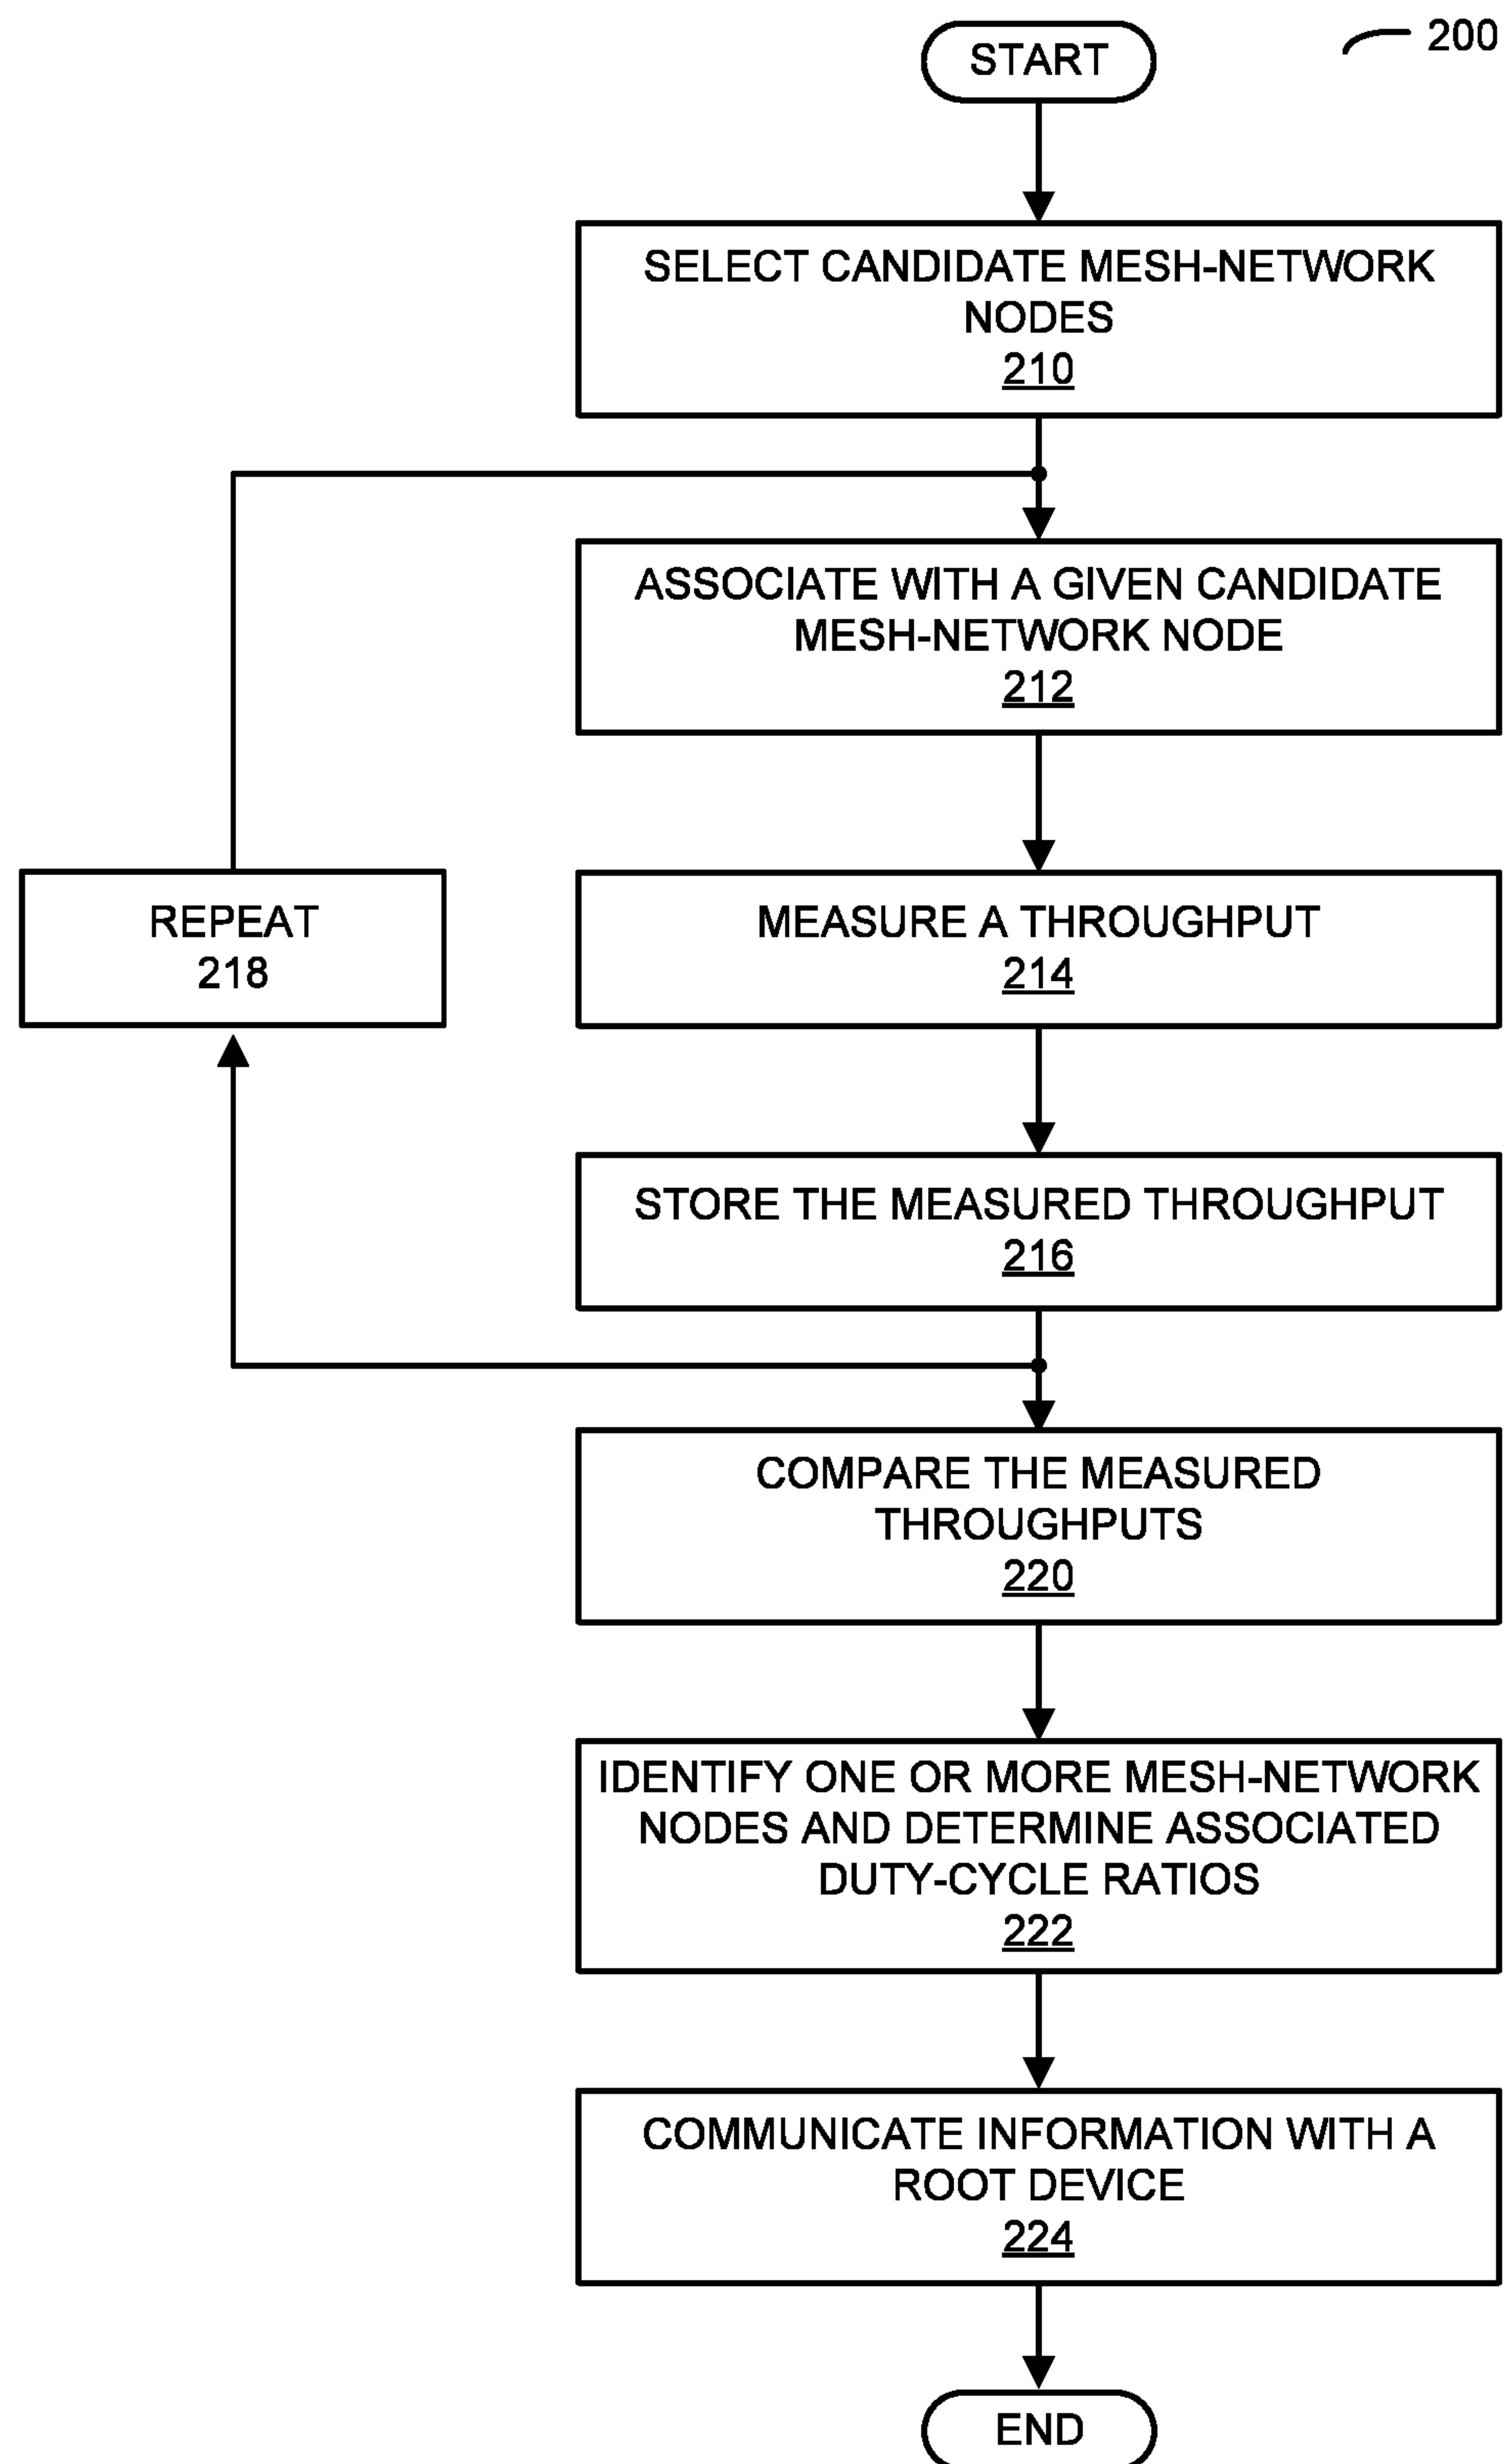 200
START
SELECT CANDIDATE MESH-NETWORK
NODES
210
ASSOCIATE WITH A GIVEN CANDIDATE
MESH-NETWORK NODE
212
MEASURE A THROUGHPUT
214
REPEAT
218
STORE THE MEASURED THROUGHPUT
216
COMPARE THE MEASURED
THROUGHPUTS
220
IDENTIFY ONE OR MORE MESH-NETWORK
NODES AND DETERMINE ASSOCIATED
DUTY-CYCLE RATIOS
222
COMMUNICATE INFORMATION WITH A
ROOT DEVICE
224
END